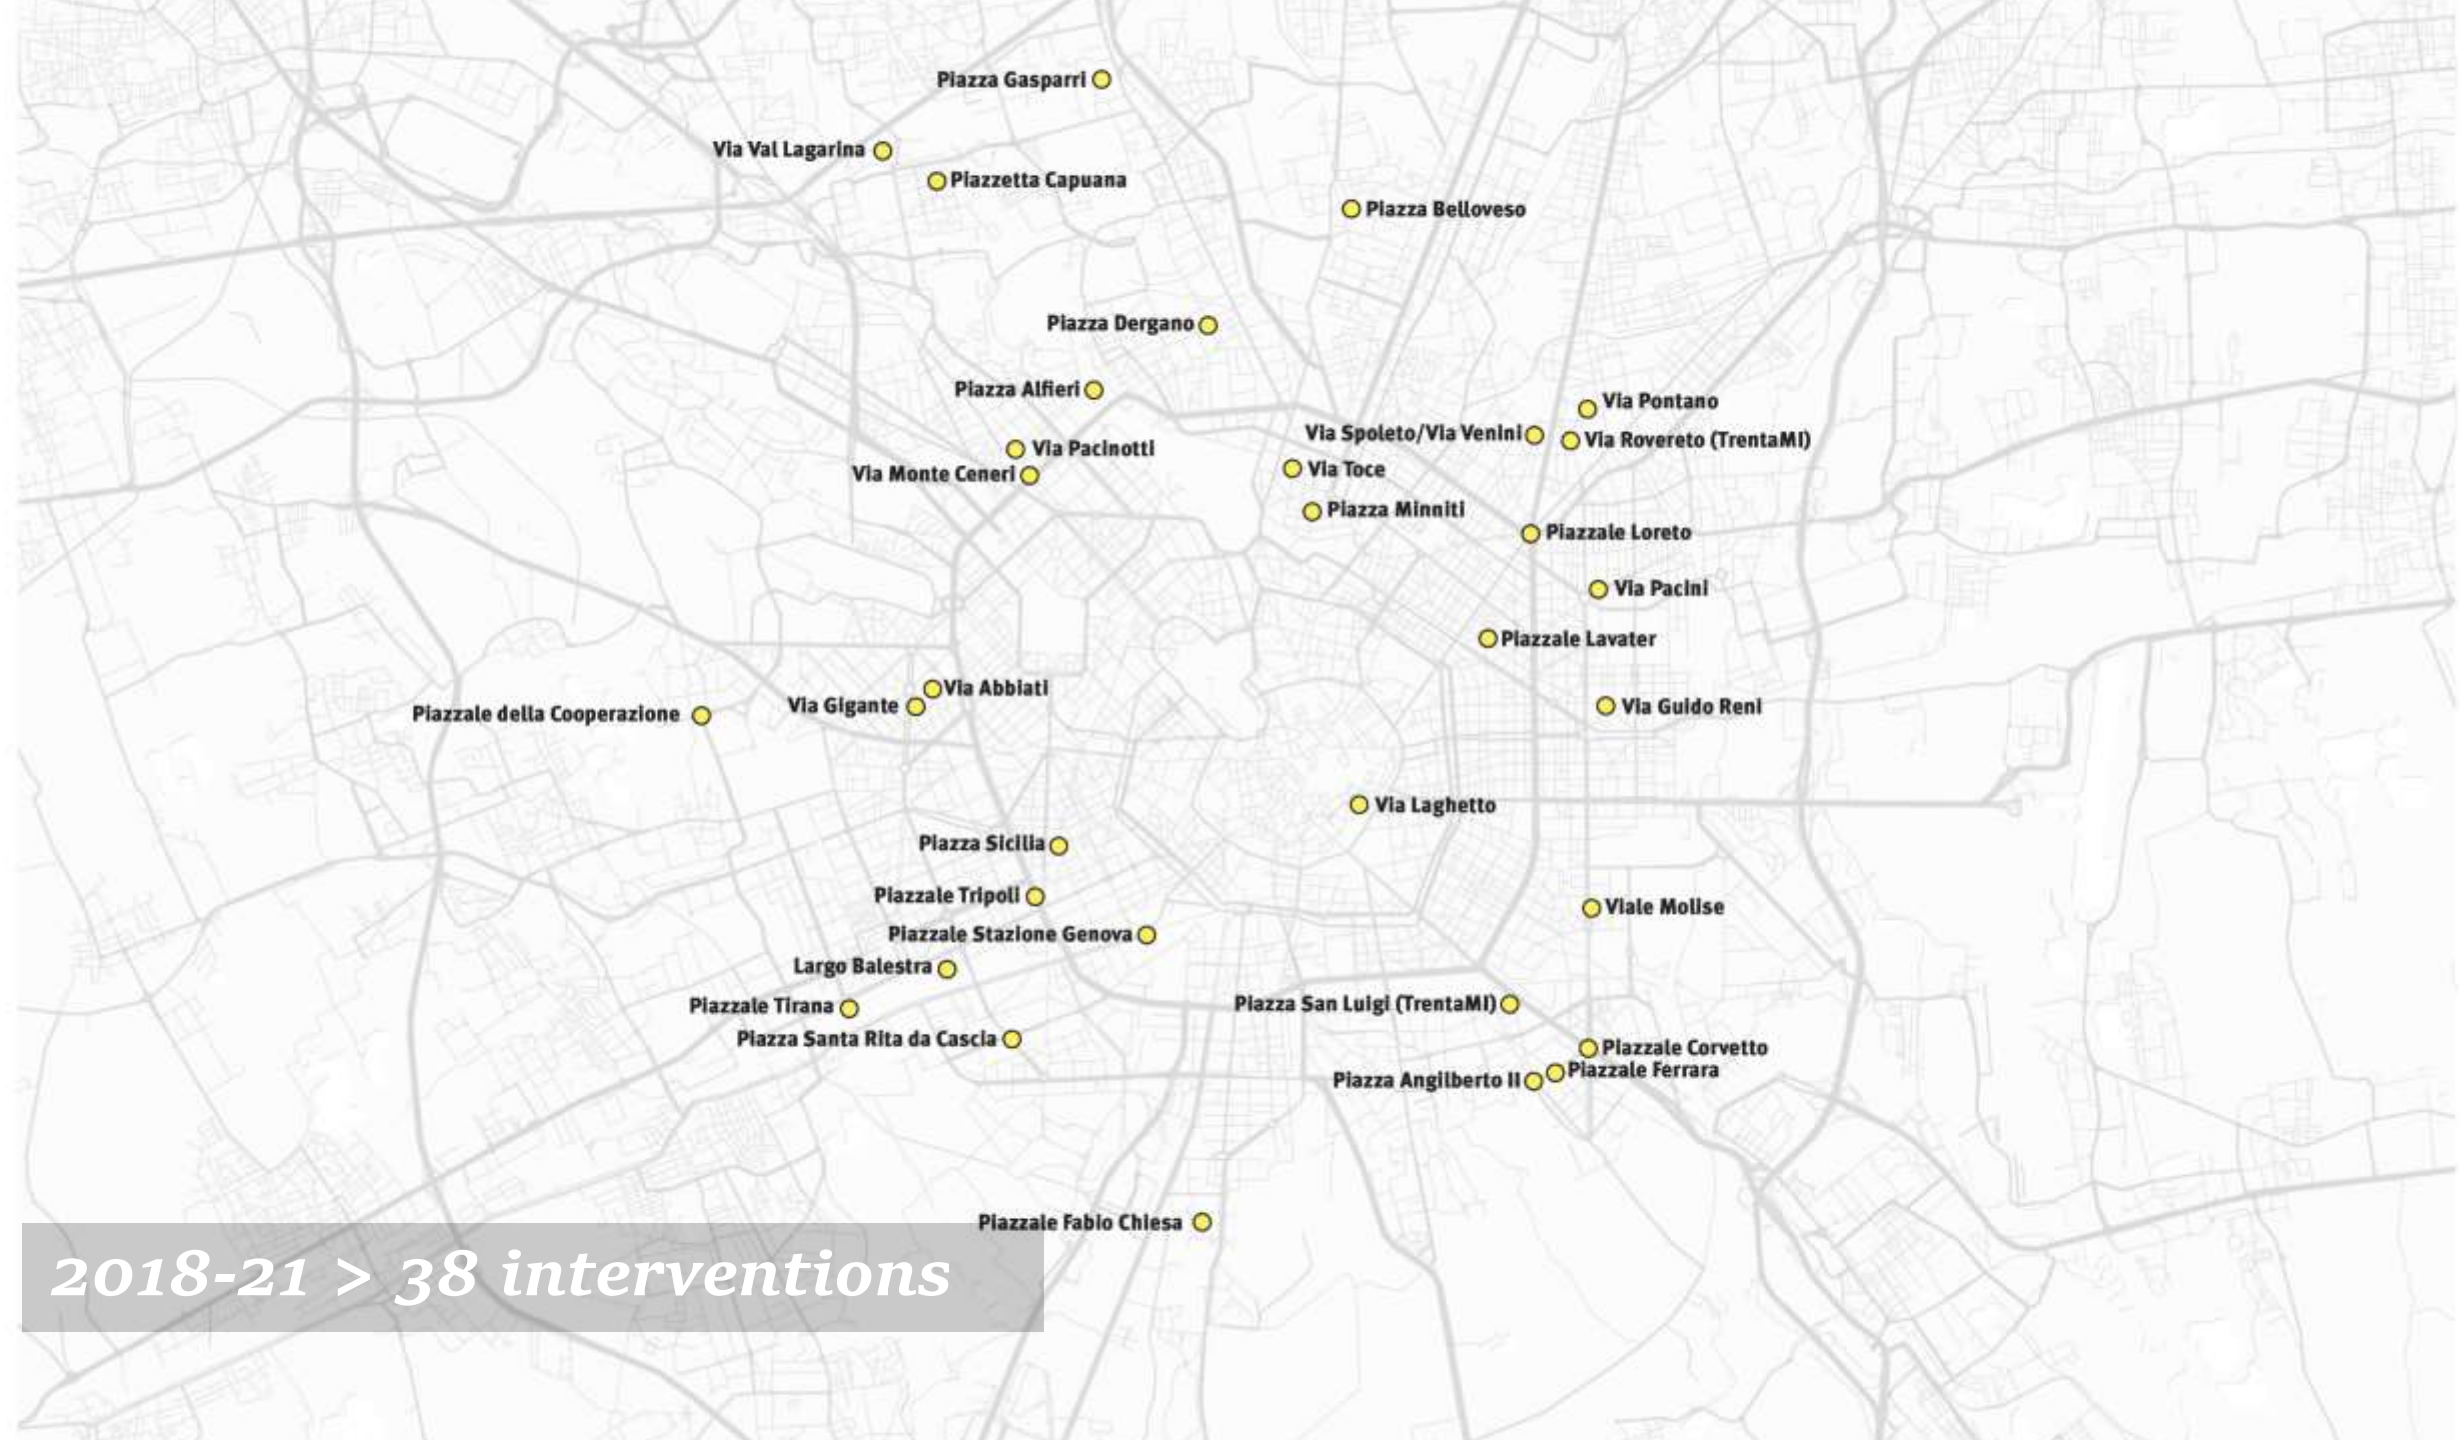 Piazza Gasparri
Via Val Lagarina
Piazzetta Capuana
Piazza Belloveso
Piazza Dergano
Piazza Alfieri
Via Pontano
Via Spoleto/Via Venini
Via Rovereto (TrentaMI)
Via Pacinotti
Via Toce
Via Monte Ceneri
Piazza Minniti
Piazzale Loreto
Via Pacini
Piazzale Lavater
Via Abbiati
Via Gigante
Via Guido Reni
Piazzale della Cooperazione
Via Laghetto
Piazza Sicilia
Piazzale Tripoli
Viale Molise
Piazzale Stazione Genova
Largo Balestra
Piazza San Luigi (TrentaMI)
Piazzale Tirana
Piazza Santa Rita da Cascia
Piazzale Corvetto
Piazzale Ferrara
Piazza Angilberto II
Piazzale Fabio Chiesa
2018-21 > 38 interventions